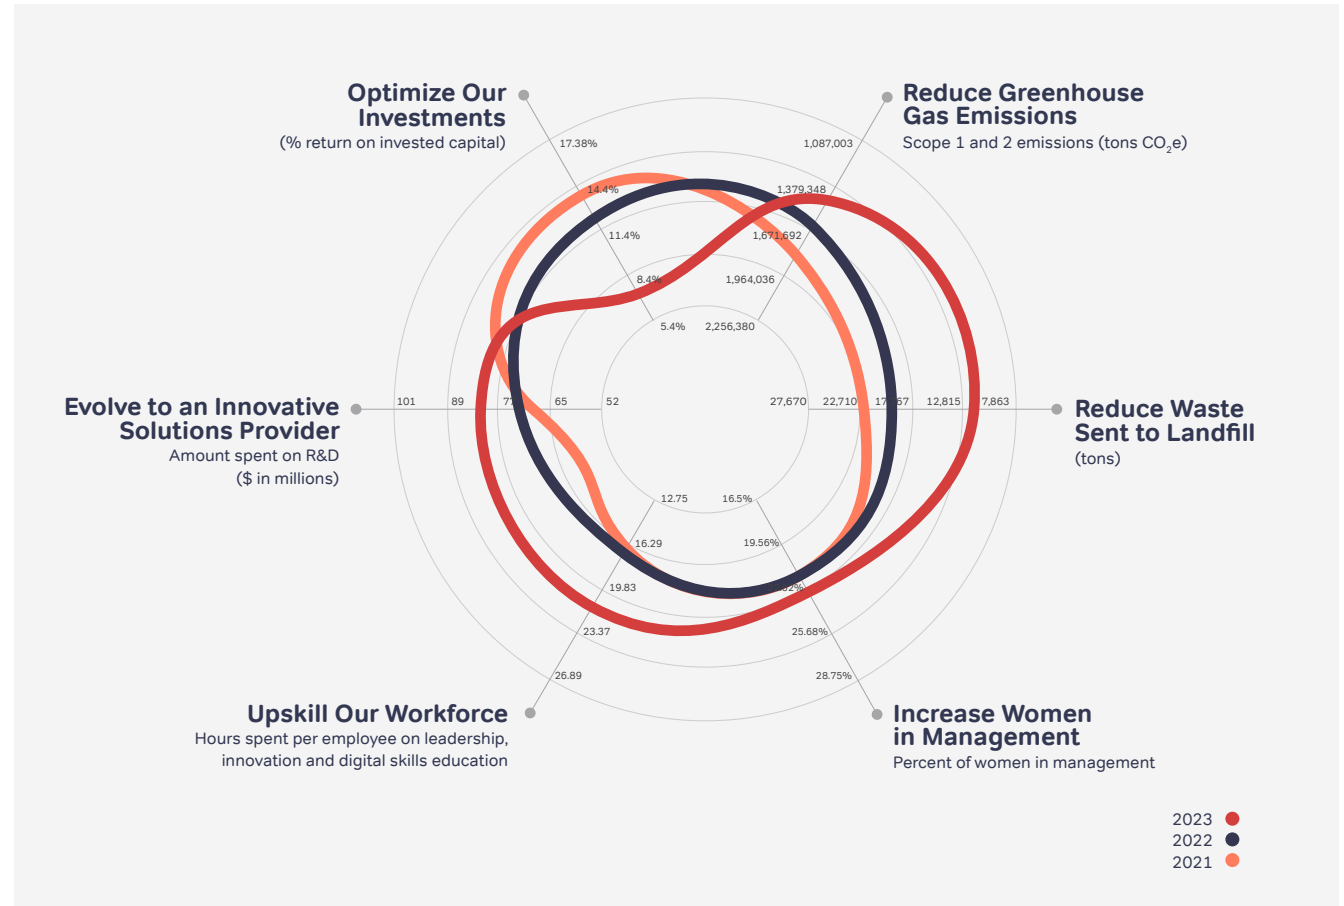 Optimize Our
Investments
(% return on invested capital)
Reduce Greenhouse
Gas Emissions
Scope 1 and 2 emissions (tons CO₂e)
17.38%
14.4%
11.4%
8.4%
5.4%
1,087,003
1,379,348
1,671,692
1,964,036
2,256,380
Evolve to an Innovative
Solutions Provider
Amount spent on R&D
($ in millions)
101
89
65
52
27,670
22,710
12,815
7,863
Reduce Waste
Sent to Landfill
(tons)
12.75
16.29
19.83
23.37
26.89
16.5%
19.56%
25.68%
28.75%
Upskill Our Workforce
Hours spent per employee on leadership,
innovation and digital skills education
Increase Women
in Management
Percent of women in management
2023
2022
2021